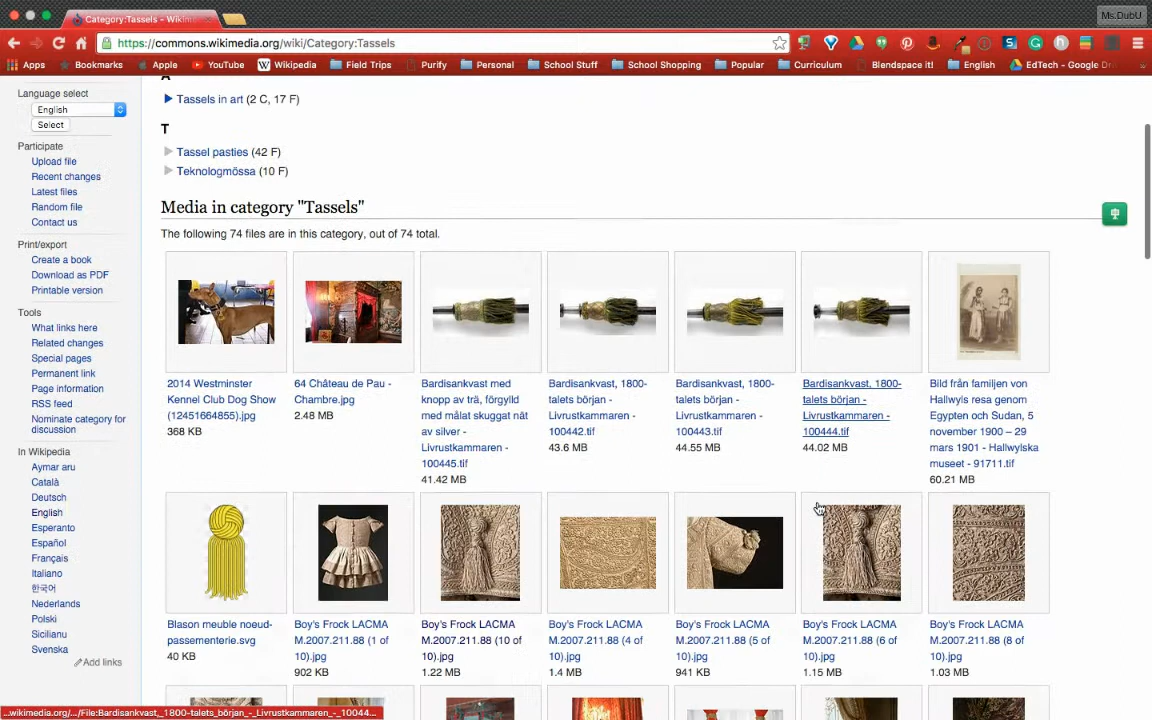 Category:Tassels - Wikim
Ms.DubU
https://commons.wikimedia.org/wiki/Category:Tassels
Apps Bookmarks Apple YouTube Wikipedia Field Trips Purify Personal School Stuff School Shopping Popular Curriculum Blendspace it! English EdTech - Google Dr
Language select
English
Select
Participate
Upload file
Recent changes
Latest files
Random file
Contact us
Print/export
Create a book
Download as PDF
Printable version
Tools
What links here
Related changes
Special pages
Permanent link
Page information
RSS feed
Nominate category for
discussion
In Wikipedia
Aymar aru
Català
Deutsch
English
Esperanto
Español
Français
Italiano
한국어
Nederlands
Polski
Sicilianu
Svenska
Add links
A
Tassels in art (2 C, 17 F)
T
Tassel pasties (42 F)
Teknologmössa (10 F)
Media in category "Tassels"
The following 74 files are in this category, out of 74 total.
2014 Westminster
Kennel Club Dog Show
(12451664855).jpg
368 KB
64 Château de Pau -
Chambre.jpg
2.48 MB
Bardisankvast med
knopp av trä, förgylld
med målat skuggat nåt
av silver -
Livrustkammaren -
100445.tif
41.42 MB
Bardisankvast, 1800-
talets början -
Livrustkammaren -
100442.tif
43.6 MB
Bardisankvast, 1800-
talets början -
Livrustkammaren -
100443.tif
44.55 MB
Bardisankvast, 1800-
talets början -
Livrustkammaren -
100444.tif
44.02 MB
Bild från familjen von
Hallwyls resa genom
Egypten och Sudan, 5
november 1900 – 29
mars 1901 - Hallwylska
museet - 91711.tif
60.21 MB
Blason meuble noeud-
passementerie.svg
40 KB
Boy's Frock LACMA
M.2007.211.88 (1 of
10).jpg
902 KB
Boy's Frock LACMA
M.2007.211.88 (10 of
10).jpg
1.22 MB
Boy's Frock LACMA
M.2007.211.88 (4 of
10).jpg
1.4 MB
Boy's Frock LACMA
M.2007.211.88 (5 of
10).jpg
941 KB
Boy's Frock LACMA
M.2007.211.88 (6 of
10).jpg
1.15 MB
Boy's Frock LACMA
M.2007.211.88 (8 of
10).jpg
1.03 MB
.wikimedia.org/.../File:Bardisankvast,_1800-talets_början_-_Livrustkammaren_-_10044...